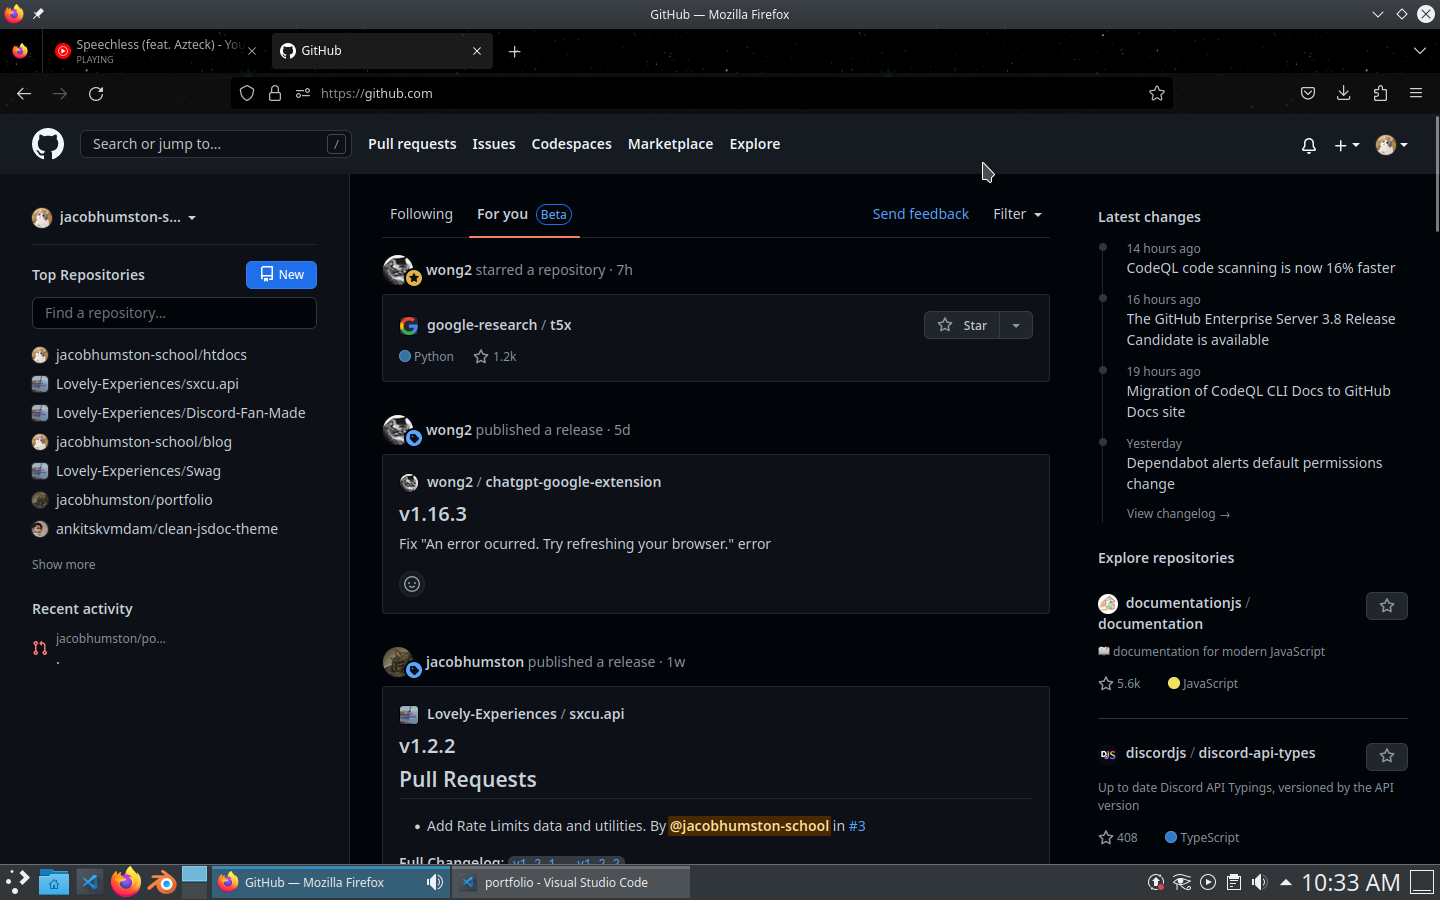 GitHub — Mozilla Firefox
Speechless (feat. Azteck) - You
PLAYING
GitHub
https://github.com
Search or jump to...
/
Pull requests
Issues
Codespaces
Marketplace
Explore
jacobhumston-s...
Top Repositories
New
Find a repository...
jacobhumston-school/htdocs
Lovely-Experiences/sxcu.api
Lovely-Experiences/Discord-Fan-Made
jacobhumston-school/blog
Lovely-Experiences/Swag
jacobhumston/portfolio
ankitskvmdam/clean-jsdoc-theme
Show more
Recent activity
jacobhumston/po...
.
Following
For you
Beta
Send feedback
Filter
wong2 starred a repository · 7h
google-research / t5x
Star
Python
1.2k
wong2 published a release · 5d
wong2 / chatgpt-google-extension
v1.16.3
Fix "An error ocurred. Try refreshing your browser." error
jacobhumston published a release · 1w
Lovely-Experiences / sxcu.api
v1.2.2
Pull Requests
• Add Rate Limits data and utilities. By @jacobhumston-school in #3
Full Changelog: v1.2.1...v1.2.2
Latest changes
14 hours ago
CodeQL code scanning is now 16% faster
16 hours ago
The GitHub Enterprise Server 3.8 Release
Candidate is available
19 hours ago
Migration of CodeQL CLI Docs to GitHub
Docs site
Yesterday
Dependabot alerts default permissions
change
View changelog →
Explore repositories
documentationjs /
documentation
documentation for modern JavaScript
5.6k
JavaScript
DJS
discordjs / discord-api-types
Up to date Discord API Typings, versioned by the API
version
408
TypeScript
GitHub — Mozilla Firefox
portfolio - Visual Studio Code
10:33 AM